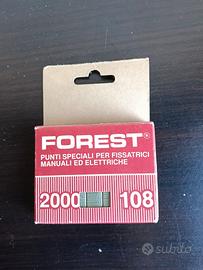 FOREST®
PUNTI SPECIALI PER FISSATRICI
MANUALI ED ELETTRICHE
2000 108
subito